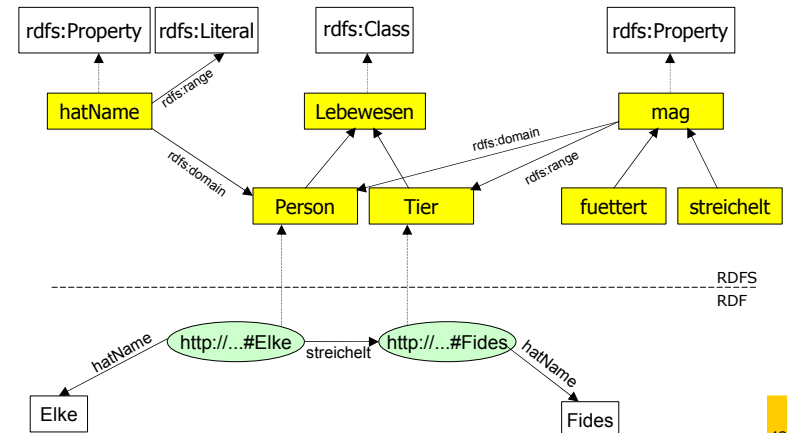 rdfs:Property rdfs:Literal rdfs:Class rdfs:Property
rdfs:range
hatName Lebewesen mag
rdfs:domain
rdfs:range
rdfs:domain
Person Tier fuettert streichelt
RDFS
RDF
hatName http://...#Elke streichelt http://...#Fides hatName
Elke Fides